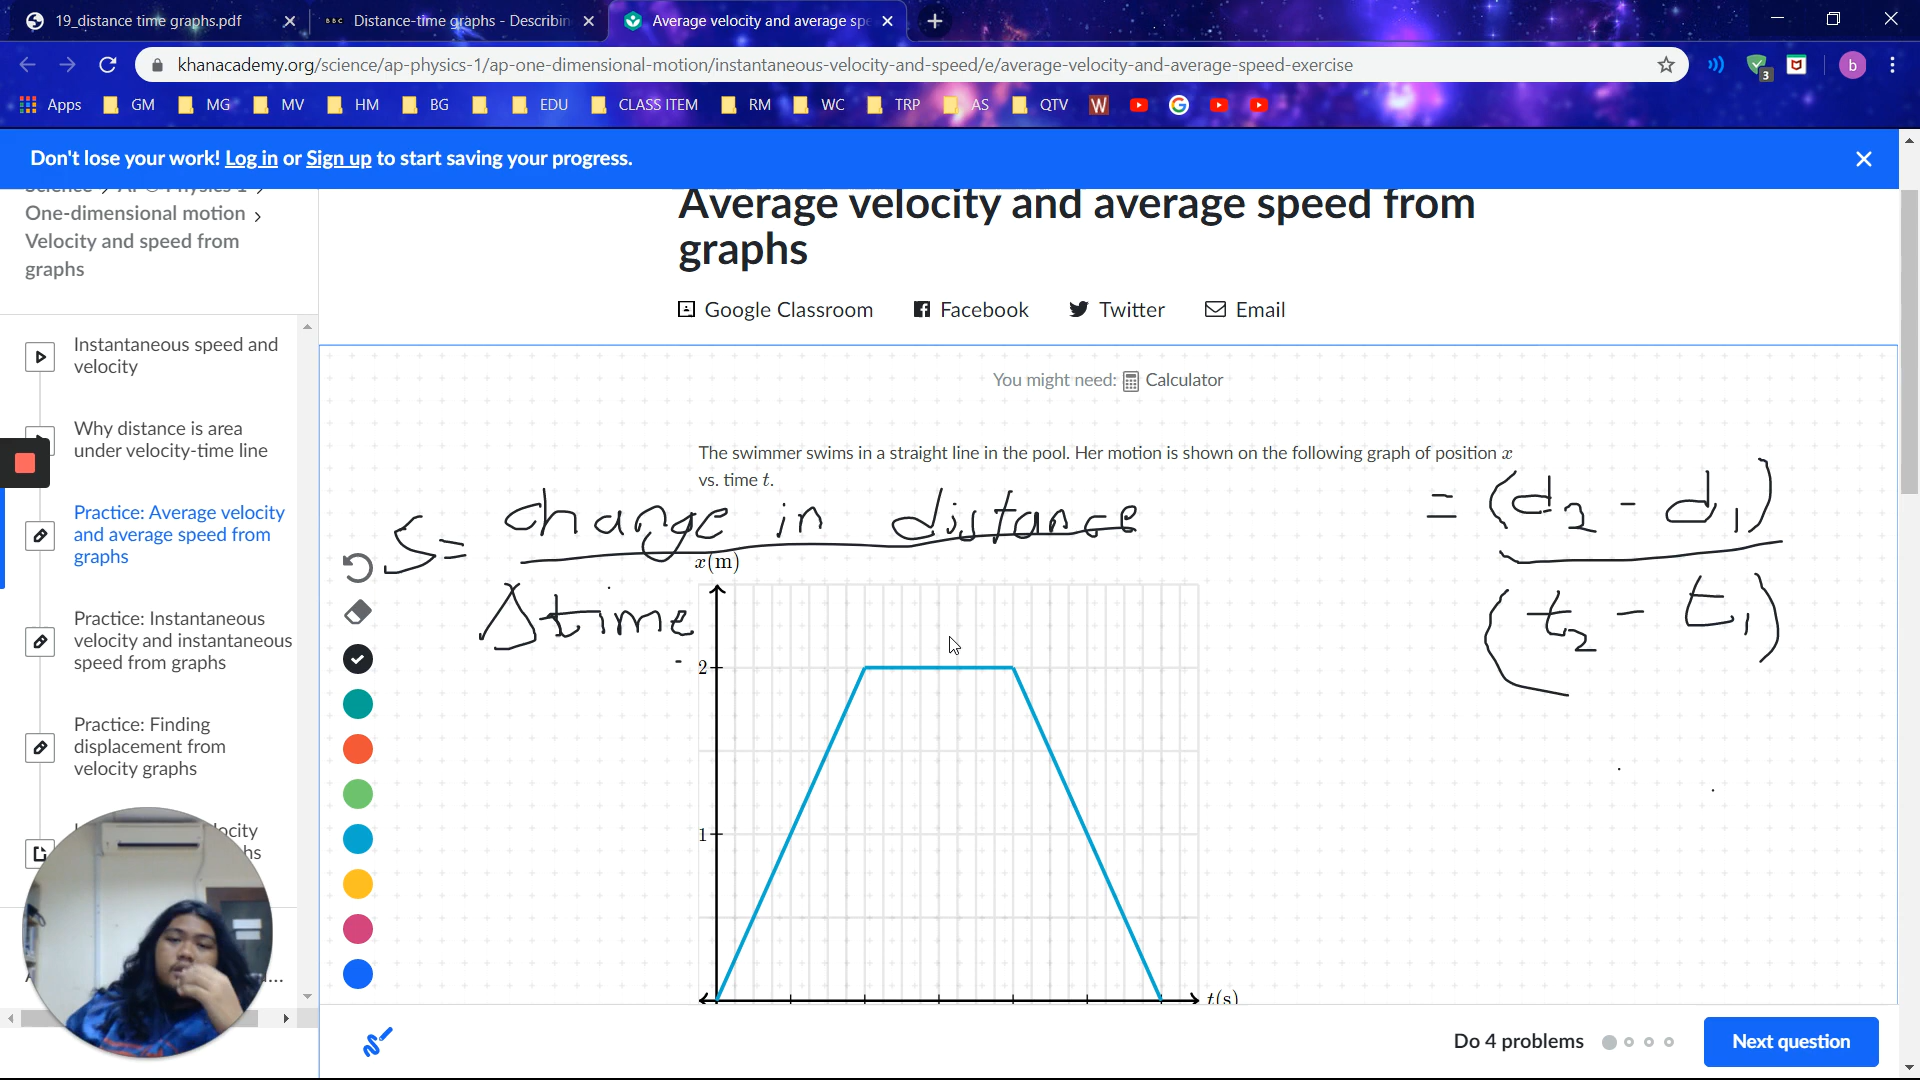 19_distance time graphs.pdf
Distance-time graphs - Describin
Average velocity and average spe
khanacademy.org/science/ap-physics-1/ap-one-dimensional-motion/instantaneous-velocity-and-speed/e/average-velocity-and-average-speed-exercise
3
b
Apps GM MG MV HM BG EDU CLASS ITEM RM WC TRP AS QTV W
Don't lose your work! Log in or Sign up to start saving your progress.
Science > AP® Physics 1 >
One-dimensional motion >
Velocity and speed from
graphs
Instantaneous speed and
velocity
Why distance is area
under velocity-time line
Practice: Average velocity
and average speed from
graphs
Practice: Instantaneous
velocity and instantaneous
speed from graphs
Practice: Finding
displacement from
velocity graphs
ocity
hs
Average velocity and average speed from
graphs
Google Classroom Facebook Twitter Email
You might need: Calculator
The swimmer swims in a straight line in the pool. Her motion is shown on the following graph of position x
vs. time t.
S= change in distance
Δtime
= (d2 - d1)
(t2 - t1)
x(m)
2
1
t(s)
Do 4 problems
Next question